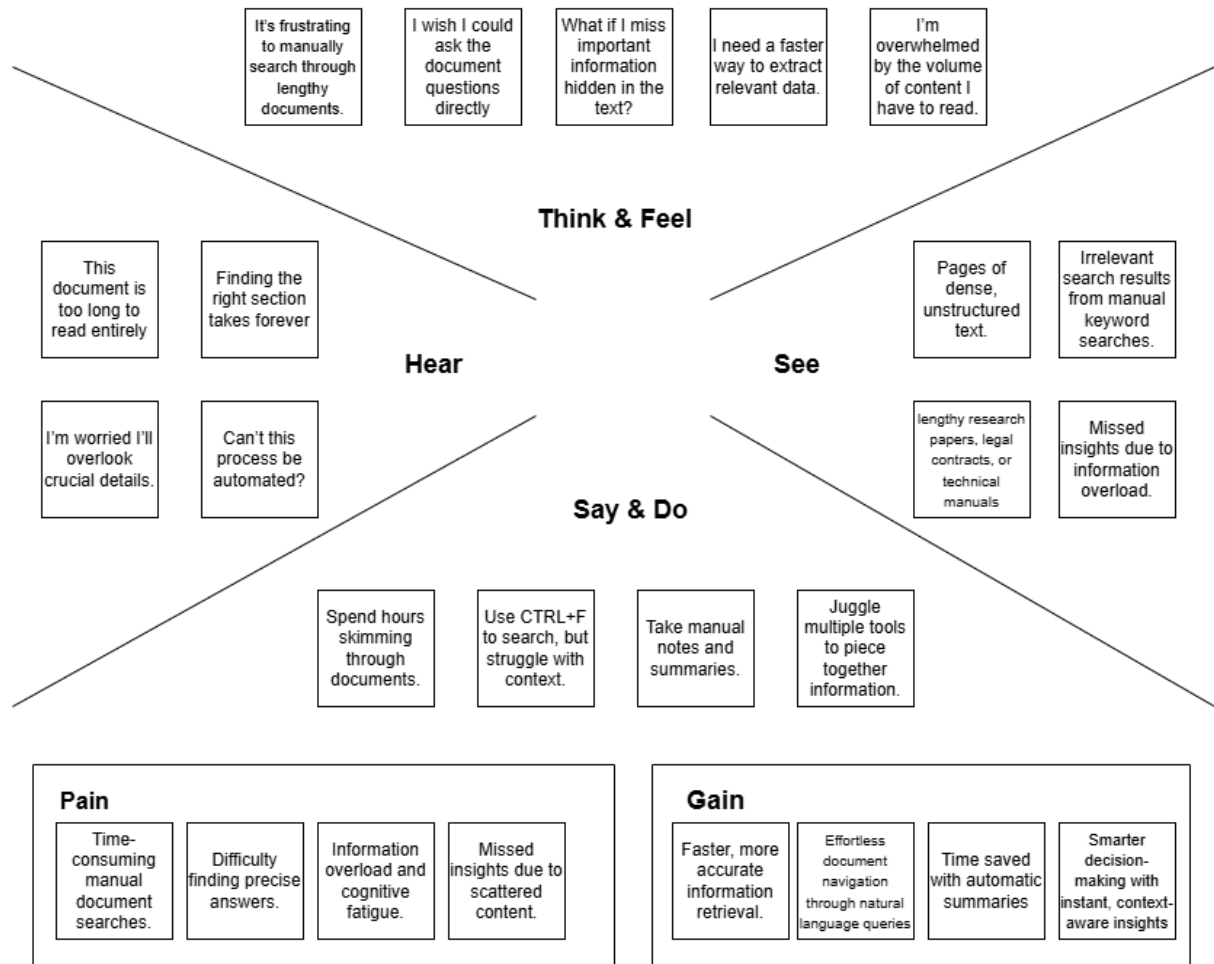 It's frustrating
to manually
search through
lengthy
documents.
I wish I could
ask the
document
questions
directly
What if I miss
important
information
hidden in the
text?
I need a faster
way to extract
relevant data.
I'm
overwhelmed
by the volume
of content I
have to read.
Think & Feel
This
document is
too long to
read entirely
Finding the
right section
takes forever
Hear
I'm worried I'll
overlook
crucial details.
Can't this
process be
automated?
See
Pages of
dense,
unstructured
text.
Irrelevant
search results
from manual
keyword
searches.
lengthy research
papers, legal
contracts, or
technical
manuals
Missed
insights due to
information
overload.
Say & Do
Spend hours
skimming
through
documents.
Use CTRL+F
to search, but
struggle with
context.
Take manual
notes and
summaries.
Juggle
multiple tools
to piece
together
information.
Pain
Time-
consuming
manual
document
searches.
Difficulty
finding precise
answers.
Information
overload and
cognitive
fatigue.
Missed
insights due to
scattered
content.
Gain
Faster, more
accurate
information
retrieval.
Effortless
document
navigation
through natural
language queries
Time saved
with automatic
summaries
Smarter
decision-
making with
instant, context-
aware insights